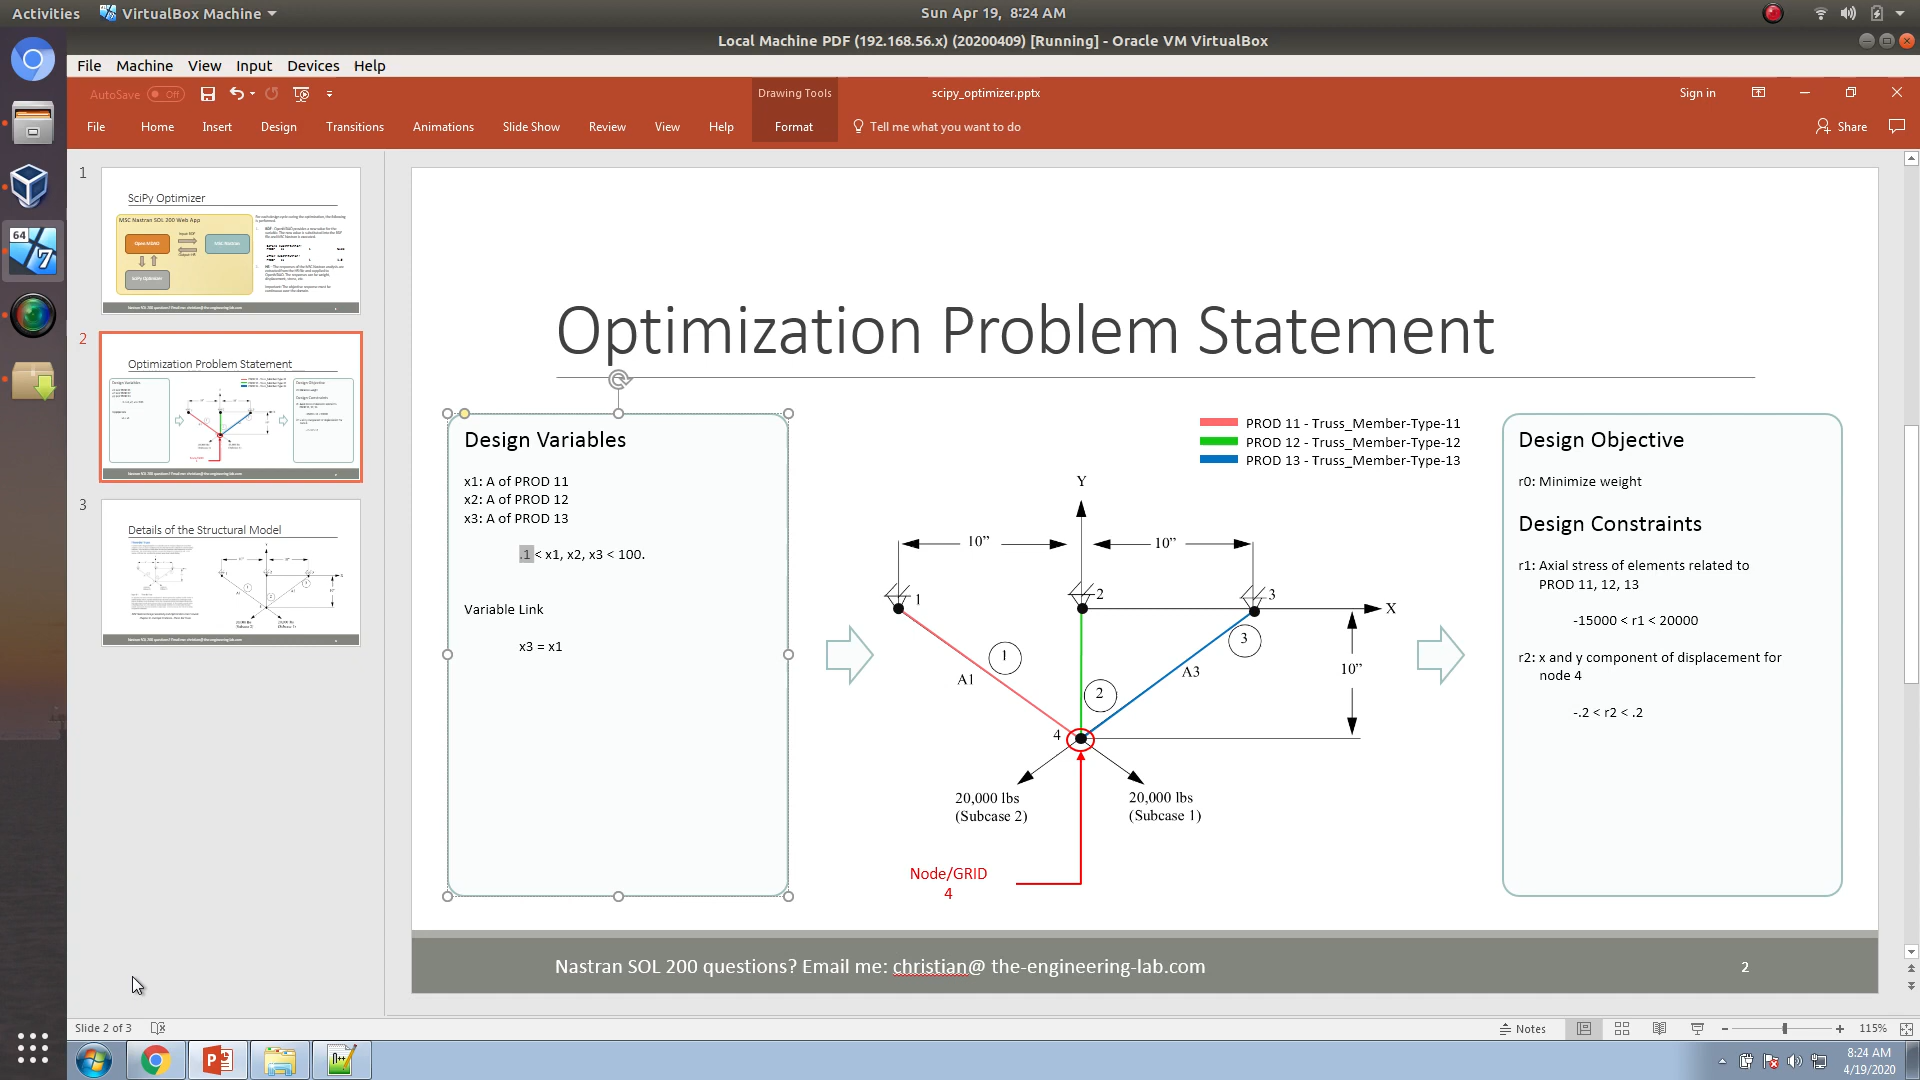 Activities
VirtualBox Machine
Sun Apr 19, 8:24 AM
Local Machine PDF (192.168.56.x) (20200409) [Running] - Oracle VM VirtualBox
File Machine View Input Devices Help
AutoSave Off
Drawing Tools
scipy_optimizer.pptx
Sign in
File Home Insert Design Transitions Animations Slide Show Review View Help Format Tell me what you want to do
Share
1
SciPy Optimizer
MSC Nastran SOL 200 Web App
2
Optimization Problem Statement
3
Details of the Structural Model
Optimization Problem Statement
Design Variables
x1: A of PROD 11
x2: A of PROD 12
x3: A of PROD 13
.1 < x1, x2, x3 < 100.
Variable Link
x3 = x1
PROD 11 - Truss_Member-Type-11
PROD 12 - Truss_Member-Type-12
PROD 13 - Truss_Member-Type-13
Y
10”
10”
1
2
3
X
1
3
A1
2
A3
10”
4
20,000 lbs
(Subcase 2)
20,000 lbs
(Subcase 1)
Node/GRID
4
Design Objective
r0: Minimize weight
Design Constraints
r1: Axial stress of elements related to
PROD 11, 12, 13
-15000 < r1 < 20000
r2: x and y component of displacement for
node 4
-.2 < r2 < .2
Nastran SOL 200 questions? Email me: christian@ the-engineering-lab.com
2
Slide 2 of 3
Notes
115%
64
7
8:24 AM
4/19/2020